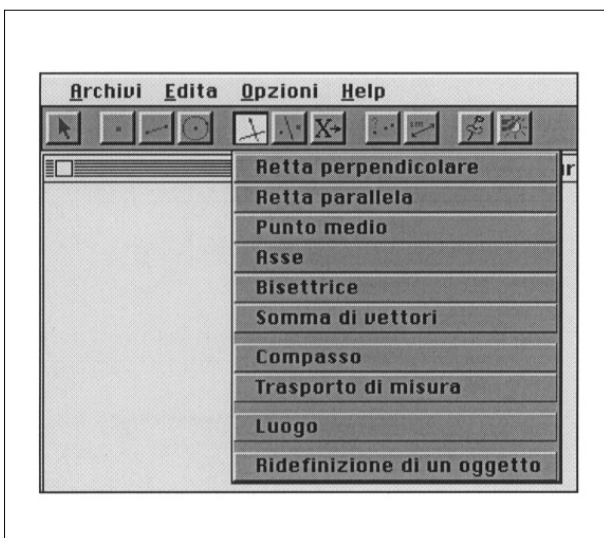 Archivi Edita Opzioni Help
Retta perpendicolare
Retta parallela
Punto medio
Asse
Bisettrice
Somma di vettori
Compasso
Trasporto di misura
Luogo
Ridefinizione di un oggetto